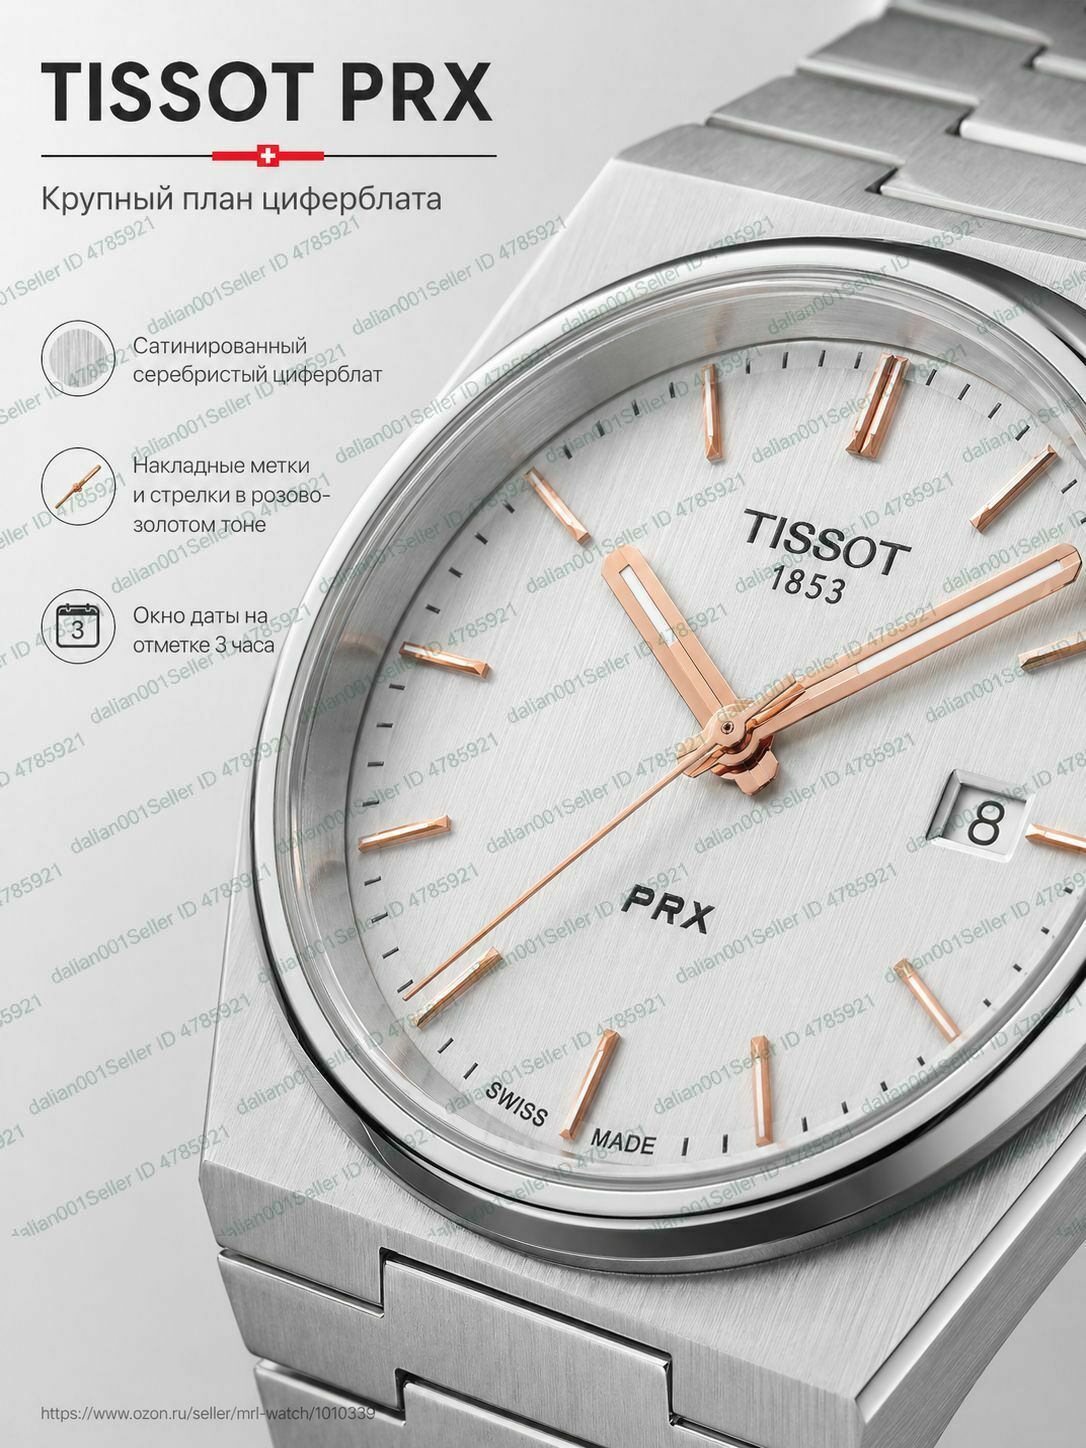 TISSOT PRX
Крупный план циферблата
Сатинированный
серебристый циферблат
Накладные метки
и стрелки в розово-
золотом тоне
3
Окно даты на
отметке 3 часа
TISSOT
1853
8
PRX
SWISS MADE
https://www.ozon.ru/seller/mrl-watch/1010339
dalian001Seller ID 4785921